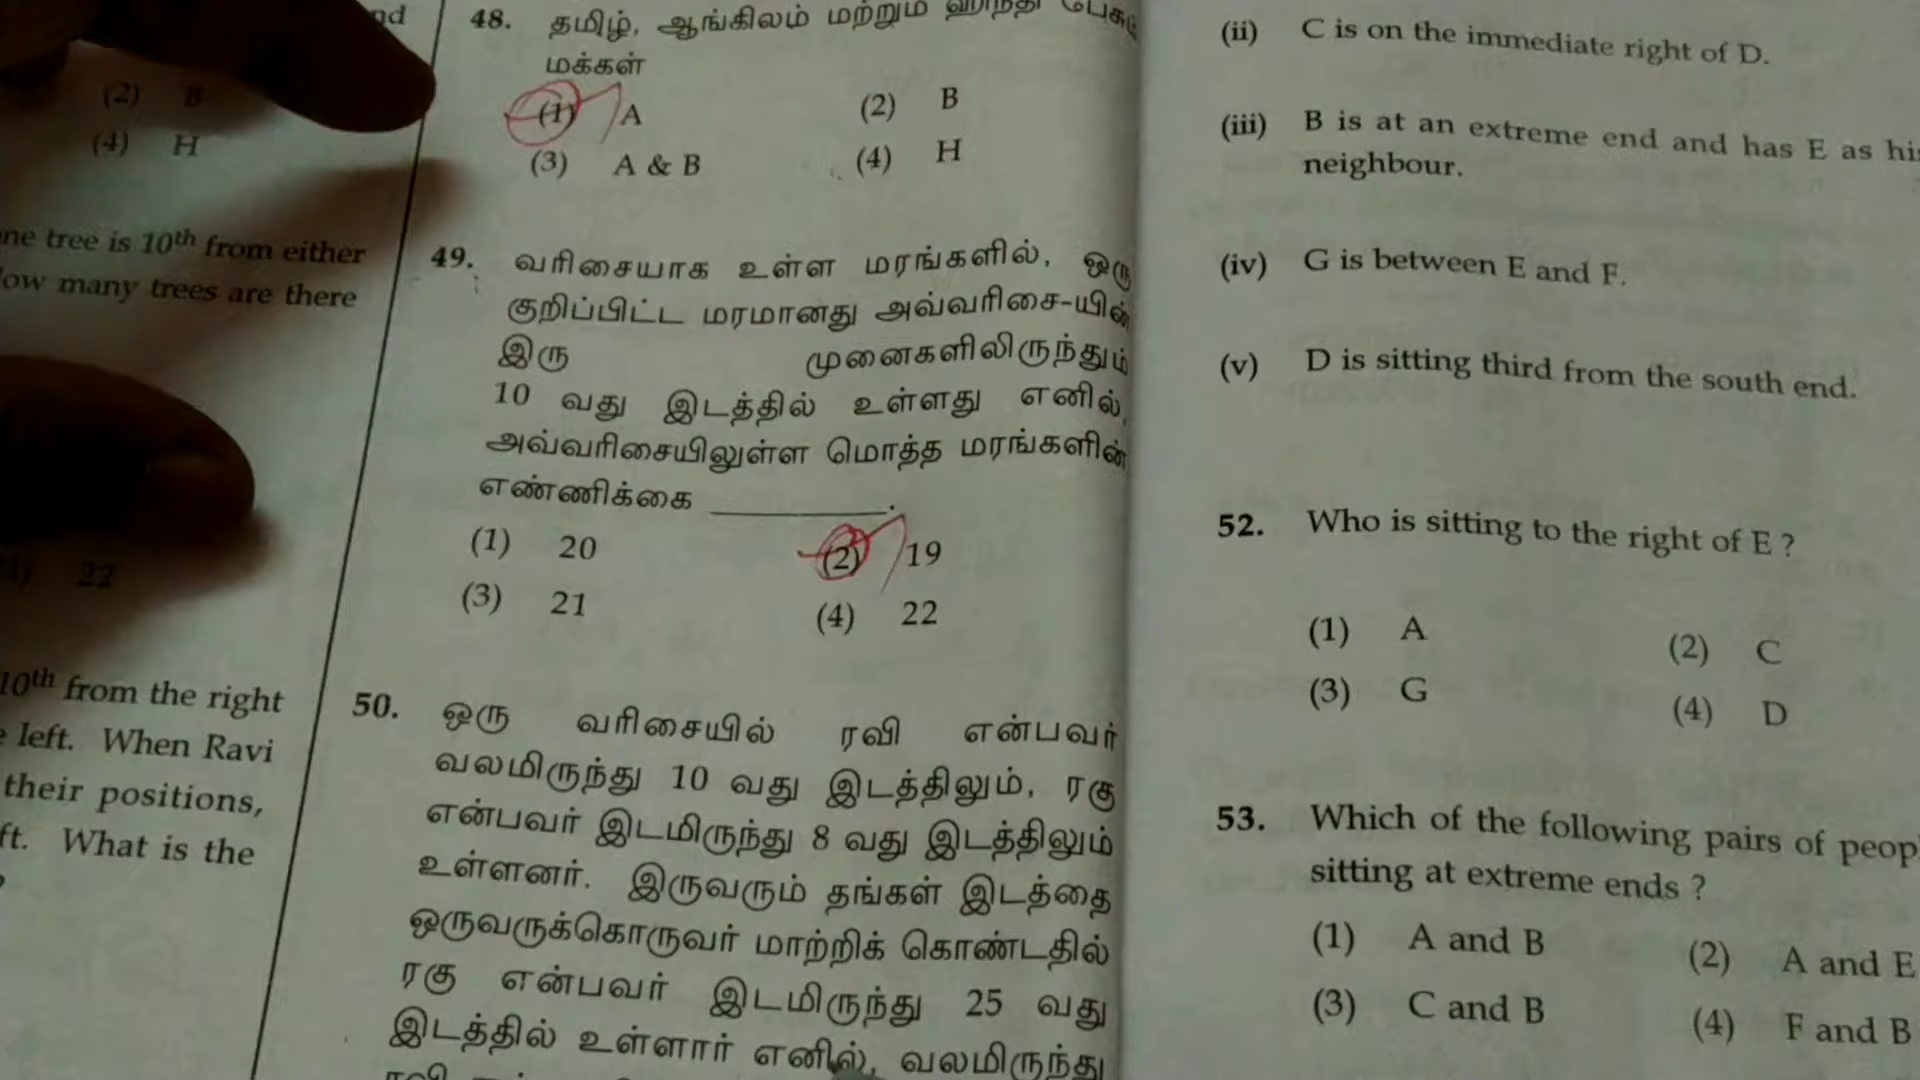 nd
(2) B
(4) H
ne tree is 10th from either
ow many trees are there
22
10th from the right
left. When Ravi
their positions,
ft. What is the
?
48. தமிழ், ஆங்கிலம் மற்றும் ஹிந்தி
மக்கள்
(1) A (2) B
(3) A & B (4) H
49. வரிசையாக உள்ள மரங்களில், ஒரு
குறிப்பிட்ட மரமானது அவ்வரிசை-யின்
இரு முனைகளிலிருந்தும்
10 வது இடத்தில் உள்ளது எனில்,
அவ்வரிசையிலுள்ள மொத்த மரங்களின்
எண்ணிக்கை __________.
(1) 20 (2) 19
(3) 21 (4) 22
50. ஒரு வரிசையில் ரவி என்பவர்
வலமிருந்து 10 வது இடத்திலும், ரகு
என்பவர் இடமிருந்து 8 வது இடத்திலும்
உள்ளனர். இருவரும் தங்கள் இடத்தை
ஒருவருக்கொருவர் மாற்றிக் கொண்டதில்
ரகு என்பவர் இடமிருந்து 25 வது
இடத்தில் உள்ளார் எனில், வலமிருந்து
(ii) C is on the immediate right of D.
(iii) B is at an extreme end and has E as his
neighbour.
(iv) G is between E and F.
(v) D is sitting third from the south end.
52. Who is sitting to the right of E ?
(1) A (2) C
(3) G (4) D
53. Which of the following pairs of peop
sitting at extreme ends ?
(1) A and B (2) A and E
(3) C and B (4) F and B